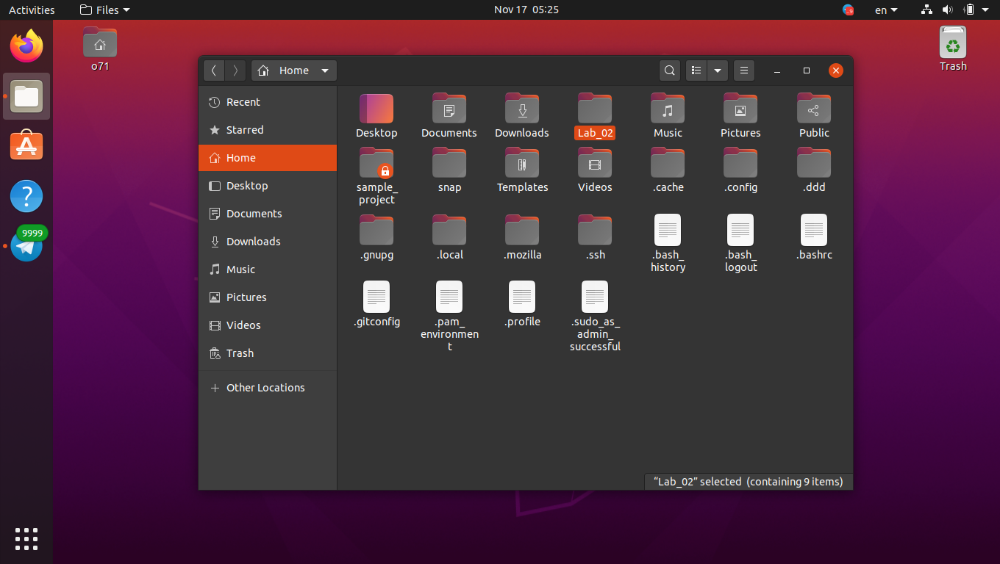 Activities
Files
Nov 17 05:25
en
o71
Trash
9999
Home
Recent
Starred
Home
Desktop
Documents
Downloads
Music
Pictures
Videos
Trash
Other Locations
Desktop
Documents
Downloads
Lab_02
Music
Pictures
Public
sample_
project
snap
Templates
Videos
.cache
.config
.ddd
.gnupg
.local
.mozilla
.ssh
.bash_
history
.bash_
logout
.bashrc
.gitconfig
.pam_
environmen
t
.profile
.sudo_as_
admin_
successful
“Lab_02” selected (containing 9 items)